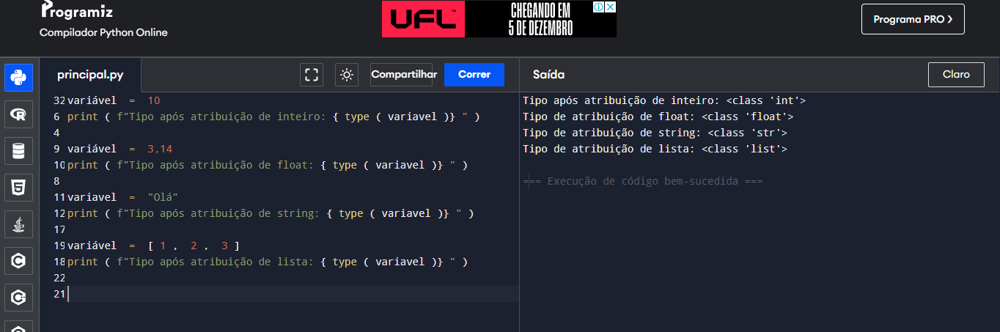 Programiz
Compilador Python Online
UFL™
CHEGANDO EM
5 DE DEZEMBRO
Programa PRO ❯
principal.py
Compartilhar
Correr
Saída
Claro
32 variável = 10
6 print ( f"Tipo após atribuição de inteiro: { type ( variavel )} " )
4
9 variável = 3,14
10 print ( f"Tipo após atribuição de float: { type ( variavel )} " )
8
11 variavel = "Olá"
12 print ( f"Tipo após atribuição de string: { type ( variavel )} " )
17
19 variável = [ 1 , 2 , 3 ]
18 print ( f"Tipo após atribuição de lista: { type ( variavel )} " )
22
21
Tipo após atribuição de inteiro: <class 'int'>
Tipo de atribuição de float: <class 'float'>
Tipo de atribuição de string: <class 'str'>
Tipo de atribuição de lista: <class 'list'>
=== Execução de código bem-sucedida ===